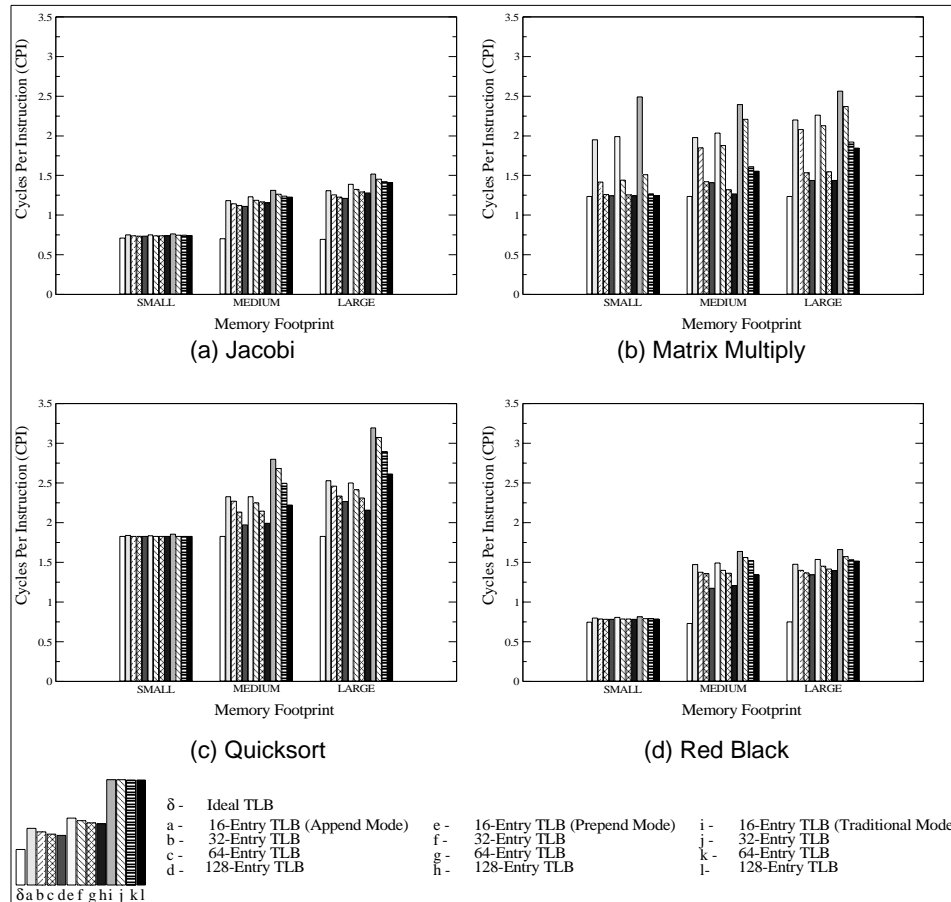 3.5
3
2.5
2
1.5
1
0.5
0
Cycles Per Instruction (CPI)
SMALL MEDIUM LARGE
Memory Footprint
(a) Jacobi
3.5
3
2.5
2
1.5
1
0.5
0
Cycles Per Instruction (CPI)
SMALL MEDIUM LARGE
Memory Footprint
(b) Matrix Multiply
3.5
3
2.5
2
1.5
1
0.5
0
Cycles Per Instruction (CPI)
SMALL MEDIUM LARGE
Memory Footprint
(c) Quicksort
3.5
3
2.5
2
1.5
1
0.5
0
Cycles Per Instruction (CPI)
SMALL MEDIUM LARGE
Memory Footprint
(d) Red Black
δ a b c d e f g h i j k l
δ - Ideal TLB
a - 16-Entry TLB (Append Mode) e - 16-Entry TLB (Prepend Mode) i - 16-Entry TLB (Traditional Mode
b - 32-Entry TLB f - 32-Entry TLB j - 32-Entry TLB
c - 64-Entry TLB g - 64-Entry TLB k - 64-Entry TLB
d - 128-Entry TLB h - 128-Entry TLB l- 128-Entry TLB